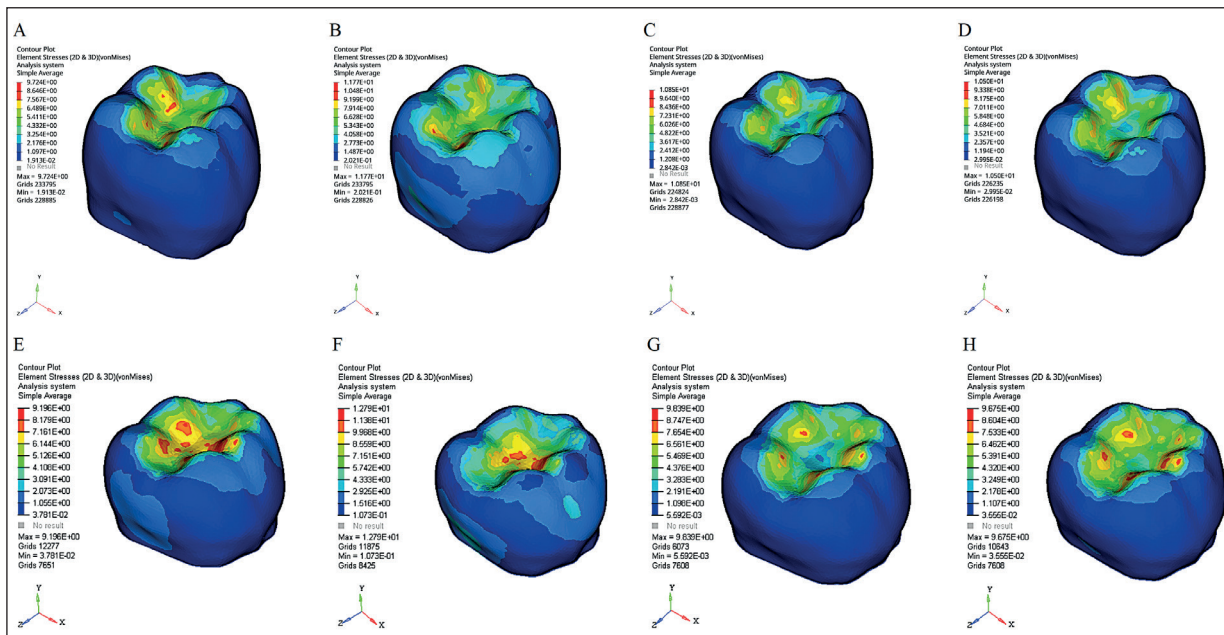 A
Contour Plot
Element Stresses (2D & 3D)(vonMises)
Analysis system
Simple Average
9.724E+00
8.646E+00
7.567E+00
6.489E+00
5.411E+00
4.332E+00
3.254E+00
2.176E+00
1.097E+00
1.913E-02
No Result
Max = 9.724E+00
Grids 233795
Min = 1.913E-02
Grids 228885
Y
Z
X
B
Contour Plot
Element Stresses (2D & 3D)(vonMises)
Analysis system
Simple Average
1.177E+01
1.048E+01
9.199E+00
7.914E+00
6.628E+00
5.343E+00
4.058E+00
2.773E+00
1.487E+00
2.021E-01
No Result
Max = 1.177E+01
Grids 233795
Min = 2.021E-01
Grids 228826
Y
Z
X
C
Contour Plot
Element Stresses (2D & 3D)(vonMises)
Analysis system
Simple Average
1.085E+01
9.640E+00
8.436E+00
7.231E+00
6.026E+00
4.822E+00
3.617E+00
2.412E+00
1.208E+00
2.842E-03
No Result
Max = 1.085E+01
Grids 224824
Min = 2.842E-03
Grids 228877
Y
Z
X
D
Contour Plot
Element Stresses (2D & 3D)(vonMises)
Analysis system
Simple Average
1.050E+01
9.338E+00
8.175E+00
7.011E+00
5.848E+00
4.684E+00
3.521E+00
2.357E+00
1.194E+00
2.995E-02
No Result
Max = 1.050E+01
Grids 226235
Min = 2.995E-02
Grids 226198
Y
Z
X
E
Contour Plot
Element Stresses (2D & 3D)(vonMises)
Analysis system
Simple Average
9.196E+00
8.179E+00
7.161E+00
6.144E+00
5.126E+00
4.108E+00
3.091E+00
2.073E+00
1.055E+00
3.781E-02
No result
Max = 9.196E+00
Grids 12277
Min = 3.781E-02
Grids 7651
Y
Z
X
F
Contour Plot
Element Stresses (2D & 3D)(vonMises)
Analysis system
Simple Average
1.279E+01
1.138E+01
9.968E+00
8.559E+00
7.151E+00
5.742E+00
4.333E+00
2.925E+00
1.516E+00
1.073E-01
No result
Max = 1.279E+01
Grids 11875
Min = 1.073E-01
Grids 8425
Y
Z
X
G
Contour Plot
Element Stresses (2D & 3D)(vonMises)
Analysis system
Simple Average
9.839E+00
8.747E+00
7.654E+00
6.561E+00
5.469E+00
4.376E+00
3.283E+00
2.191E+00
1.098E+00
5.592E-03
No result
Max = 9.839E+00
Grids 6073
Min = 5.592E-03
Grids 7608
Y
Z
X
H
Contour Plot
Element Stresses (2D & 3D)(vonMises)
Analysis system
Simple Average
9.675E+00
8.604E+00
7.533E+00
6.462E+00
5.391E+00
4.320E+00
3.249E+00
2.178E+00
1.107E+00
3.556E-02
No result
Max = 9.675E+00
Grids 10643
Min = 3.555E-02
Grids 7608
Y
Z
X